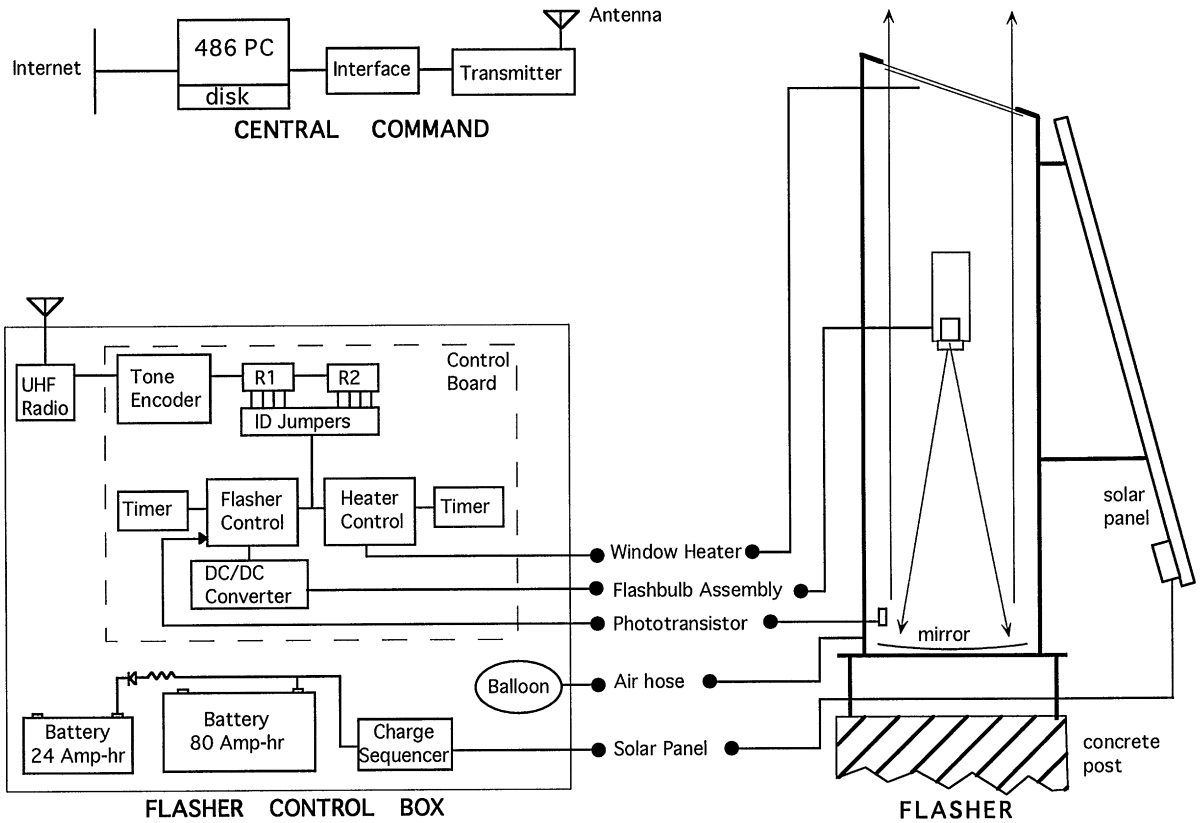 Antenna
486 PC
Internet
Interface
Transmitter
disk
CENTRAL COMMAND
Control
Board
UHF
Radio
Tone
Encoder
R1
R2
ID Jumpers
Timer
Flasher
Control
Heater
Control
Timer
DC/DC
Converter
Window Heater
Flashbulb Assembly
Phototransistor
Balloon
Air hose
Battery
24 Amp-hr
Battery
80 Amp-hr
Charge
Sequencer
Solar Panel
FLASHER CONTROL BOX
solar
panel
mirror
concrete
post
FLASHER